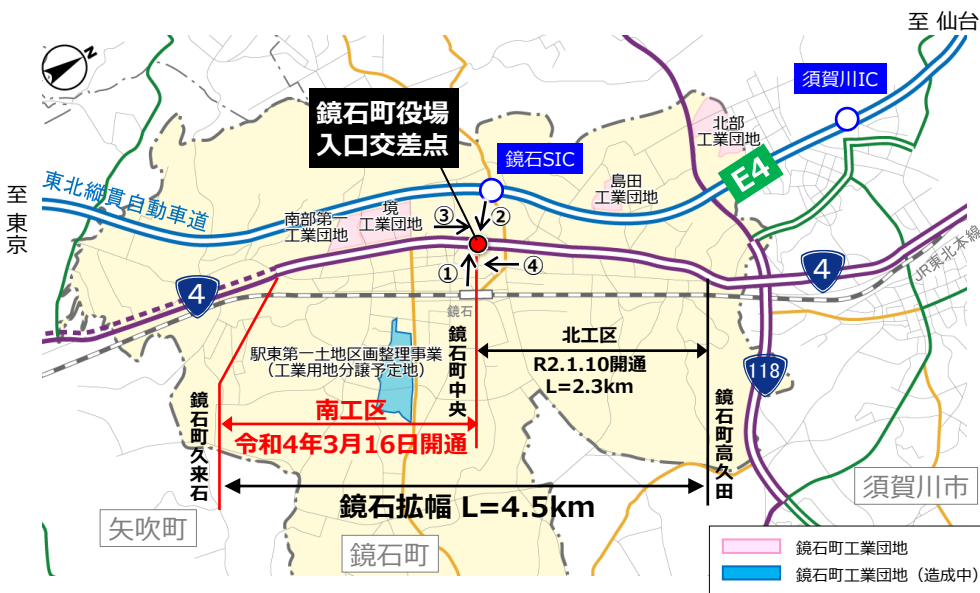 至 仙台
N
須賀川IC
鏡石町役場
入口交差点
北部
工業団地
鏡石SIC
E4
島田
工業団地
至 東京
東北縦貫自動車道
南部第一
工業団地
境
工業団地
③
②
①
④
4
4
JR東北本線
鏡石
鏡石町中央
北工区
R2.1.10開通
L=2.3km
駅東第一土地区画整理事業
（工業用地分譲予定地）
118
鏡石町久来石
南工区
令和4年3月16日開通
鏡石町高久田
鏡石拡幅 L=4.5km
須賀川市
矢吹町
鏡石町
鏡石町工業団地
鏡石町工業団地（造成中）